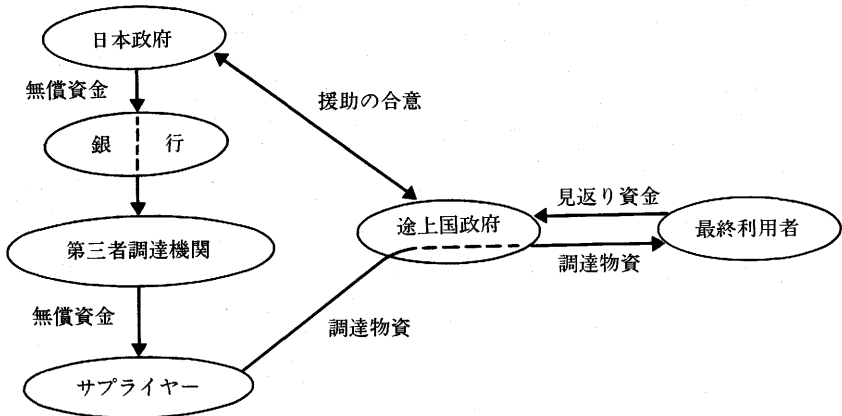 日本政府
無償資金
援助の合意
銀 行
見返り資金
途上国政府
最終利用者
第三者調達機関
調達物資
無償資金
調達物資
サプライヤー